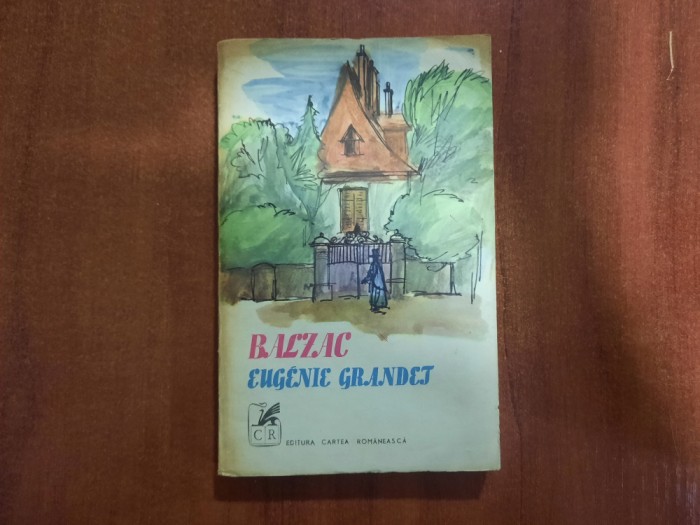 BALZAC
EUGÉNIE GRANDET
CR
EDITURA CARTEA ROMÂNEASCĂ